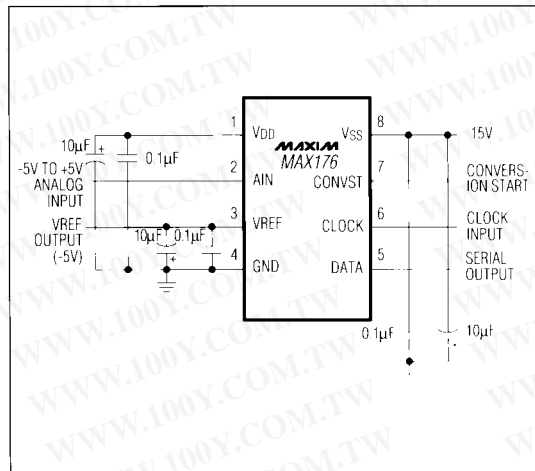 WWW.100Y.COM.TW
1
VDD
MAXIM
MAX176
VSS
8
15V
10µF
+
0.1µF
-5V TO +5V
ANALOG
INPUT
2
AIN
CONVST
7
CONVERS-
ION START
VREF
OUTPUT
(-5V)
3
VREF
CLOCK
6
CLOCK
INPUT
10µF
0.1µF
+
4
GND
DATA
5
SERIAL
OUTPUT
0.1µF
10µF